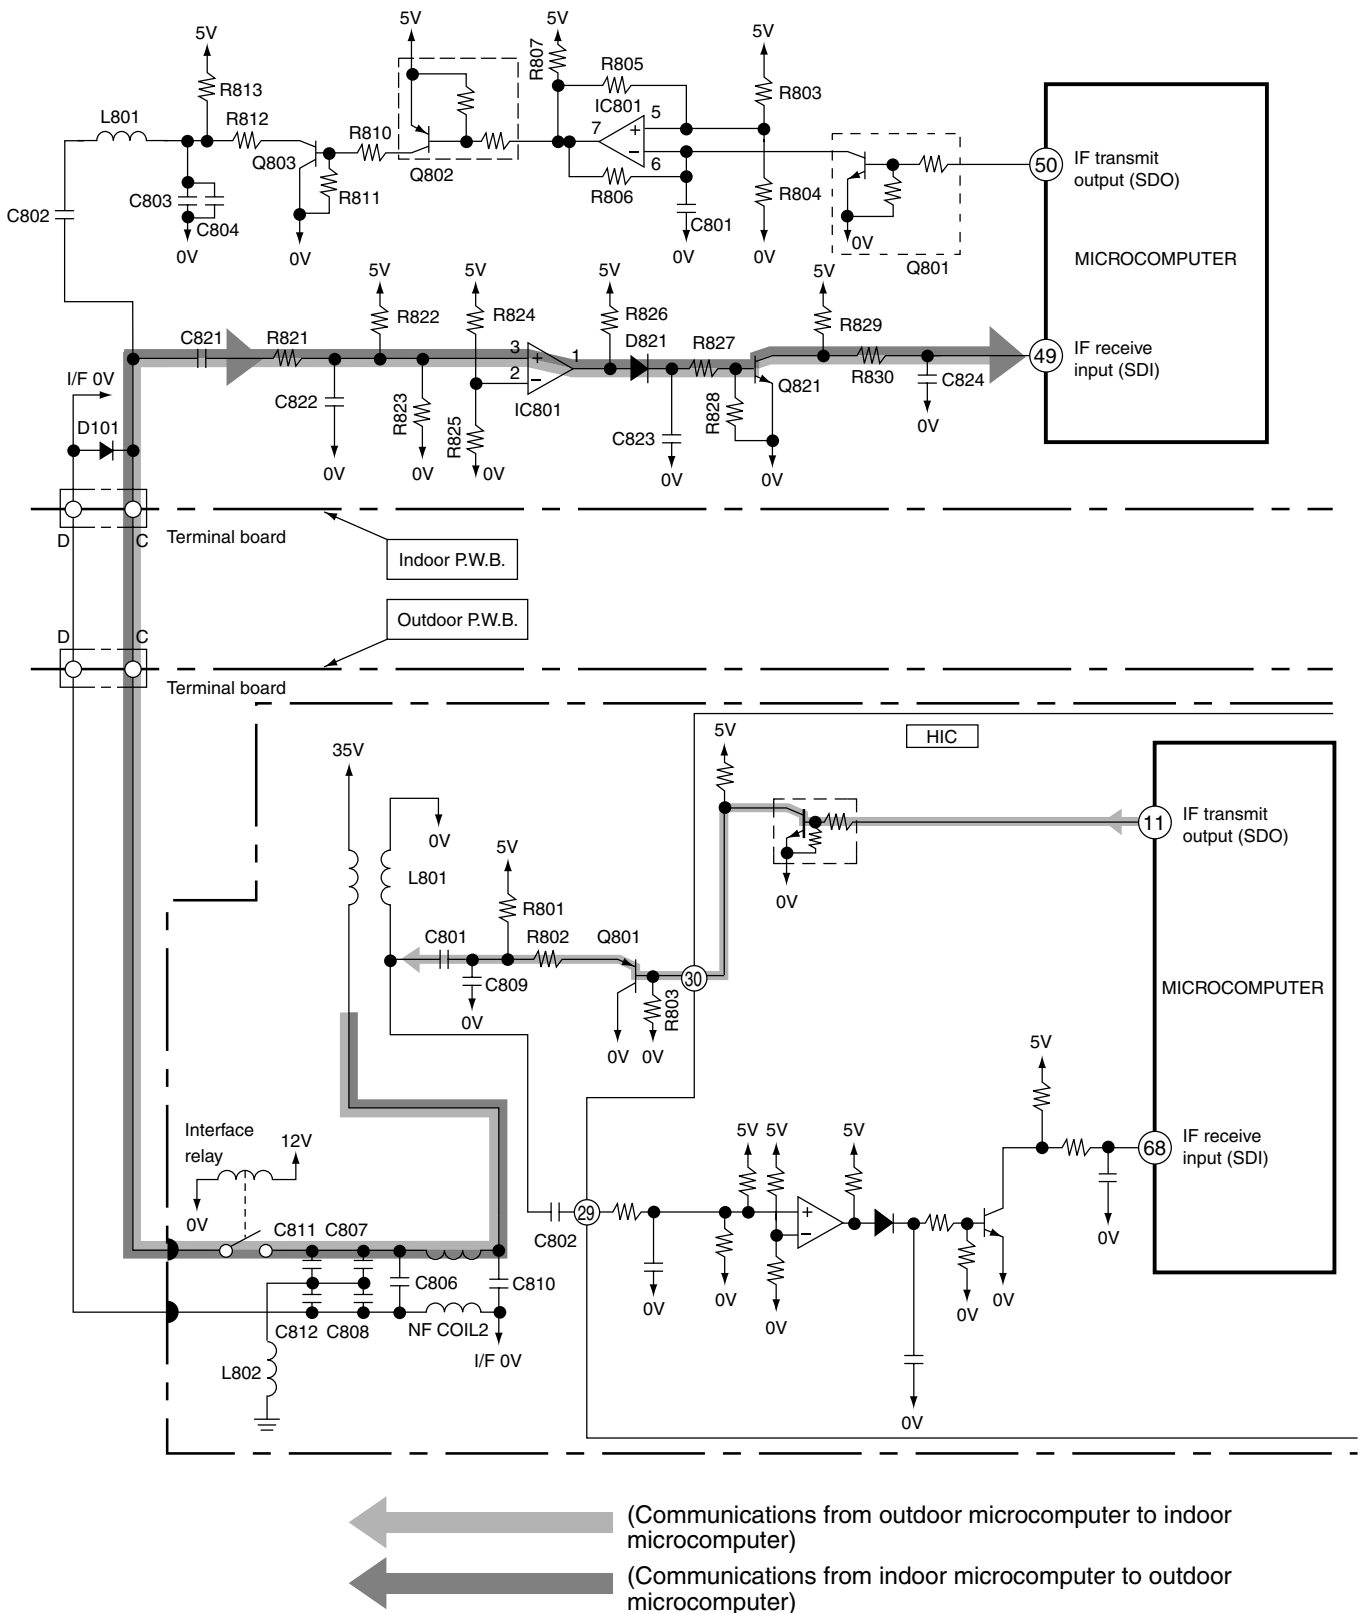 5V
5V
5V
5V
R807
R805
R813
IC801
R803
L801
R812
R810
5
7
+
−
6
50
IF transmit
output (SDO)
Q803
Q802
R811
R806
R804
C803
C804
C801
C802
0V
0V
0V
0V
0V
Q801
MICROCOMPUTER
5V
5V
5V
5V
R822
R824
R826
R829
C821
R821
D821
R827
3
+
1
2
−
49
IF receive
input (SDI)
R830
C824
Q821
IC801
I/F 0V
C822
R823
R825
R828
D101
C823
0V
0V
0V
0V
0V
0V
D
C
Terminal board
Indoor P.W.B.
Outdoor P.W.B.
D
C
Terminal board
HIC
5V
35V
11
IF transmit
output (SDO)
0V
5V
L801
0V
R801
C801
R802
Q801
30
C809
R803
MICROCOMPUTER
0V
0V
0V
5V
Interface
relay
12V
5V
5V
5V
68
IF receive
input (SDI)
0V
C811
C807
29
+
−
C802
0V
C806
C810
0V
0V
0V
0V
0V
C812
C808
NF COIL2
I/F 0V
L802
0V
(Communications from outdoor microcomputer to indoor
microcomputer)
(Communications from indoor microcomputer to outdoor
microcomputer)